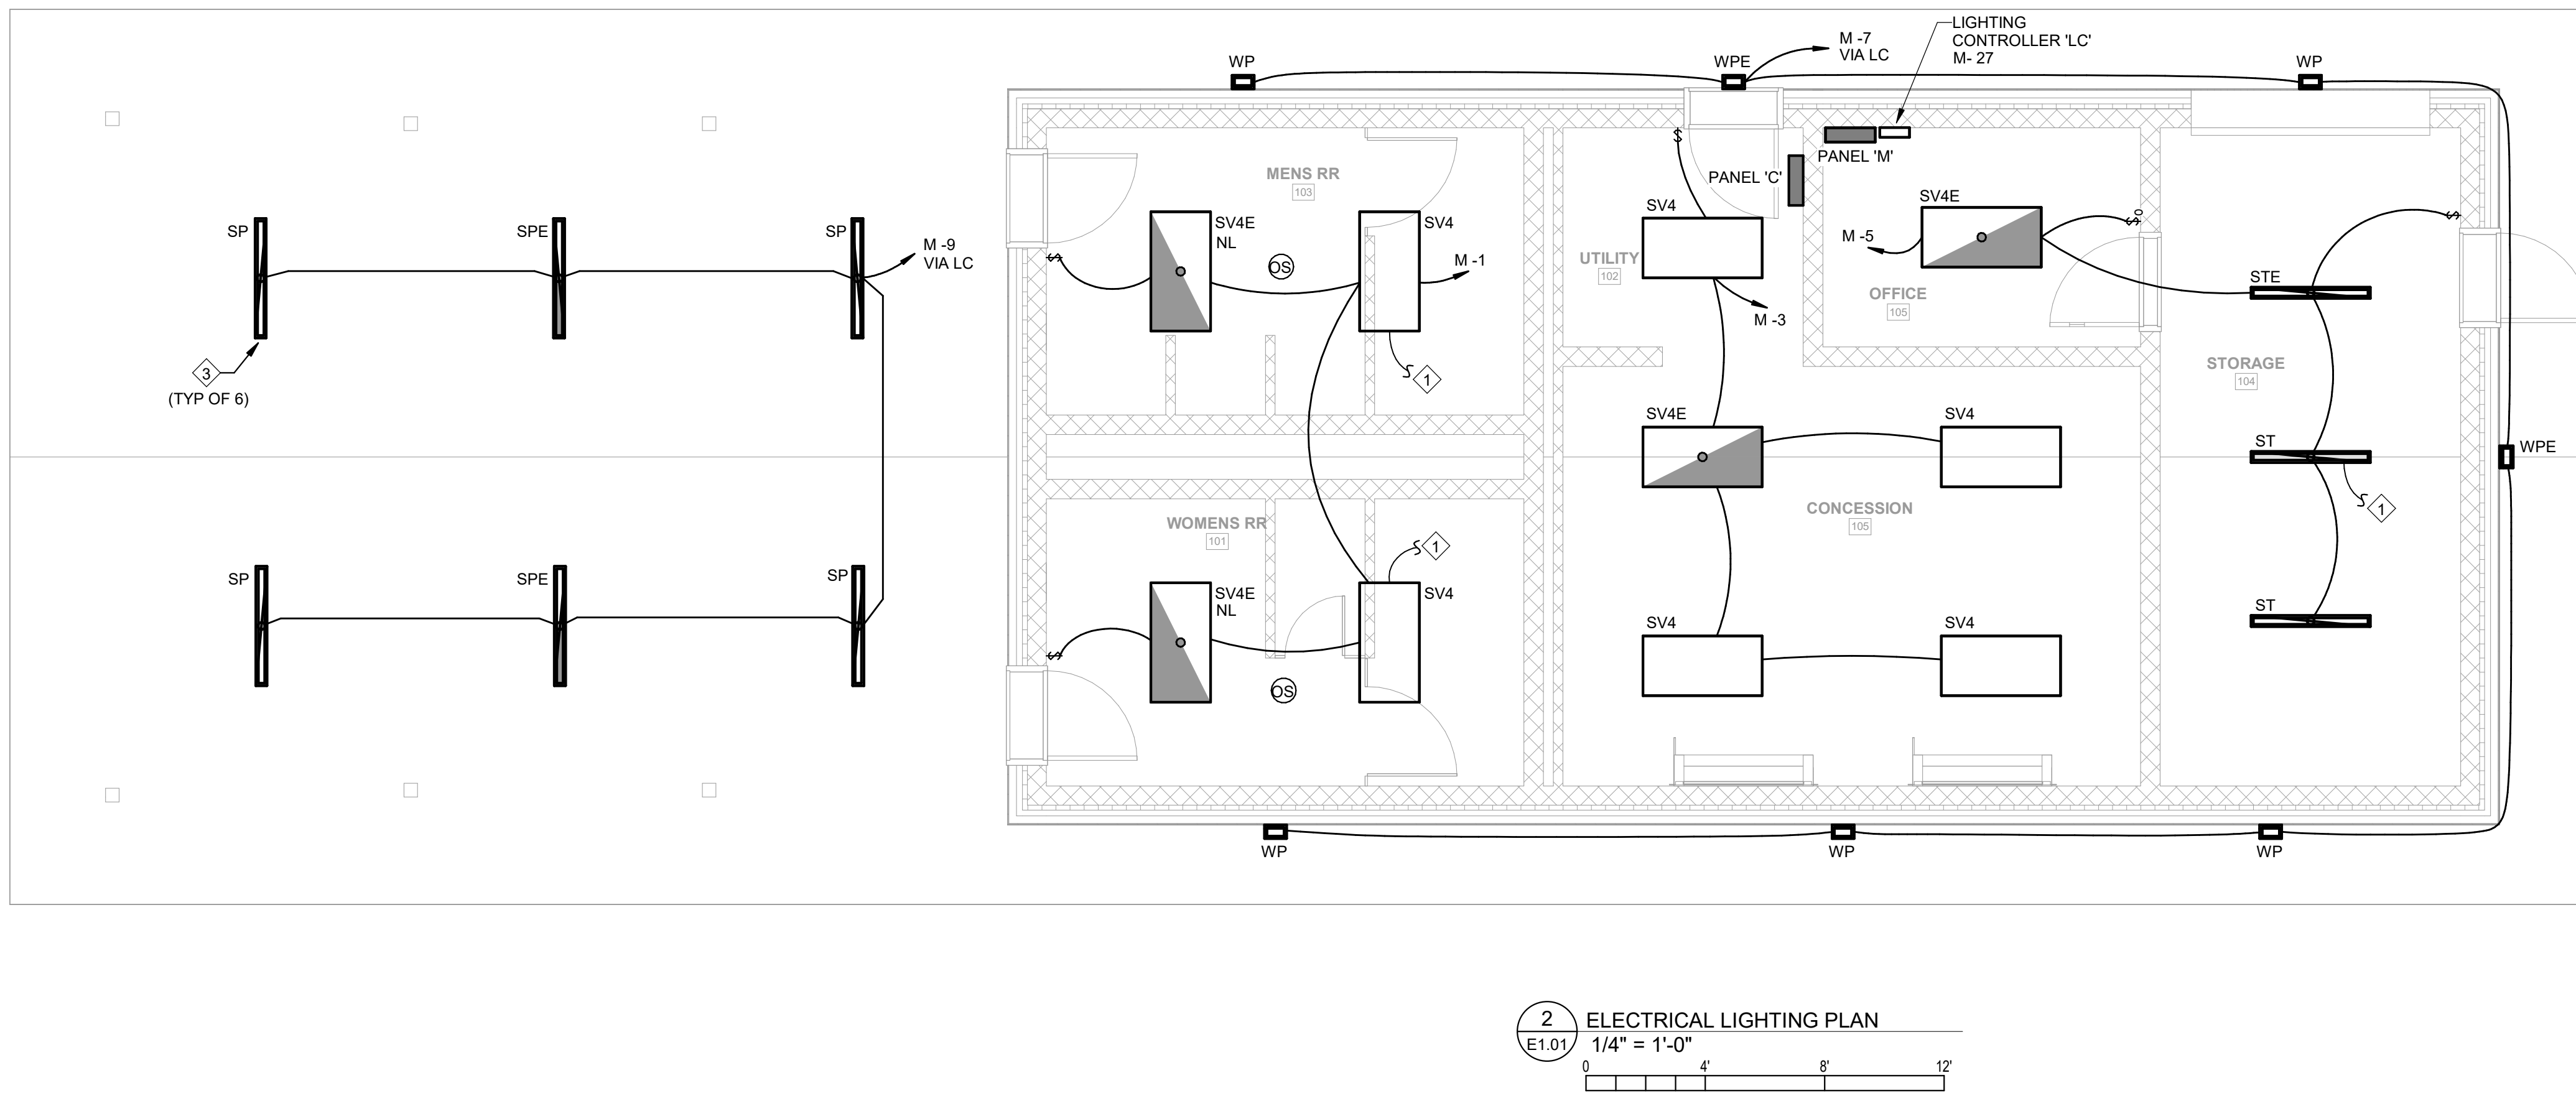 LIGHTING
CONTROLLER 'LC'
M- 27
M -7
VIA LC
WP
WPE
WP
PANEL 'M'
PANEL 'C'
MENS RR
103
SV4E
NL
SV4
OS
M -1
1
SV4
UTILITY
102
M -3
SV4E
$
$
$o
$
$
M -5
OFFICE
105
STE
STORAGE
104
SP
SPE
SP
M -9
VIA LC
3
(TYP OF 6)
SV4E
SV4
ST
WPE
1
CONCESSION
105
WOMENS RR
101
1
SP
SPE
SP
SV4E
NL
SV4
$
OS
SV4
SV4
ST
WP
WP
WP
2
E1.01
ELECTRICAL LIGHTING PLAN
1/4" = 1'-0"
0 4' 8' 12'